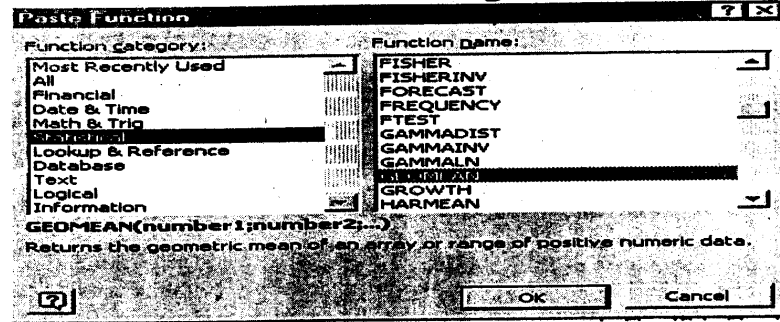 Paste Function
? X
Function category:
Most Recently Used
All
Financial
Date & Time
Math & Trig
Statistical
Lookup & Reference
Database
Text
Logical
Information
Function name:
FISHER
FISHERINV
FORECAST
FREQUENCY
FTEST
GAMMADIST
GAMMAINV
GAMMALN
GEOMEAN
GROWTH
HARMEAN
GEOMEAN(number1;number2;...)
Returns the geometric mean of an array or range of positive numeric data.
?
OK
Cancel